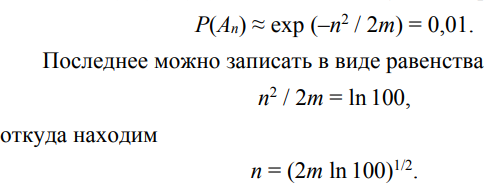 P(Aₙ) ≈ exp (–n² / 2m) = 0,01.
Последнее можно записать в виде равенства
n² / 2m = ln 100,
откуда находим
n = (2m ln 100)¹/².